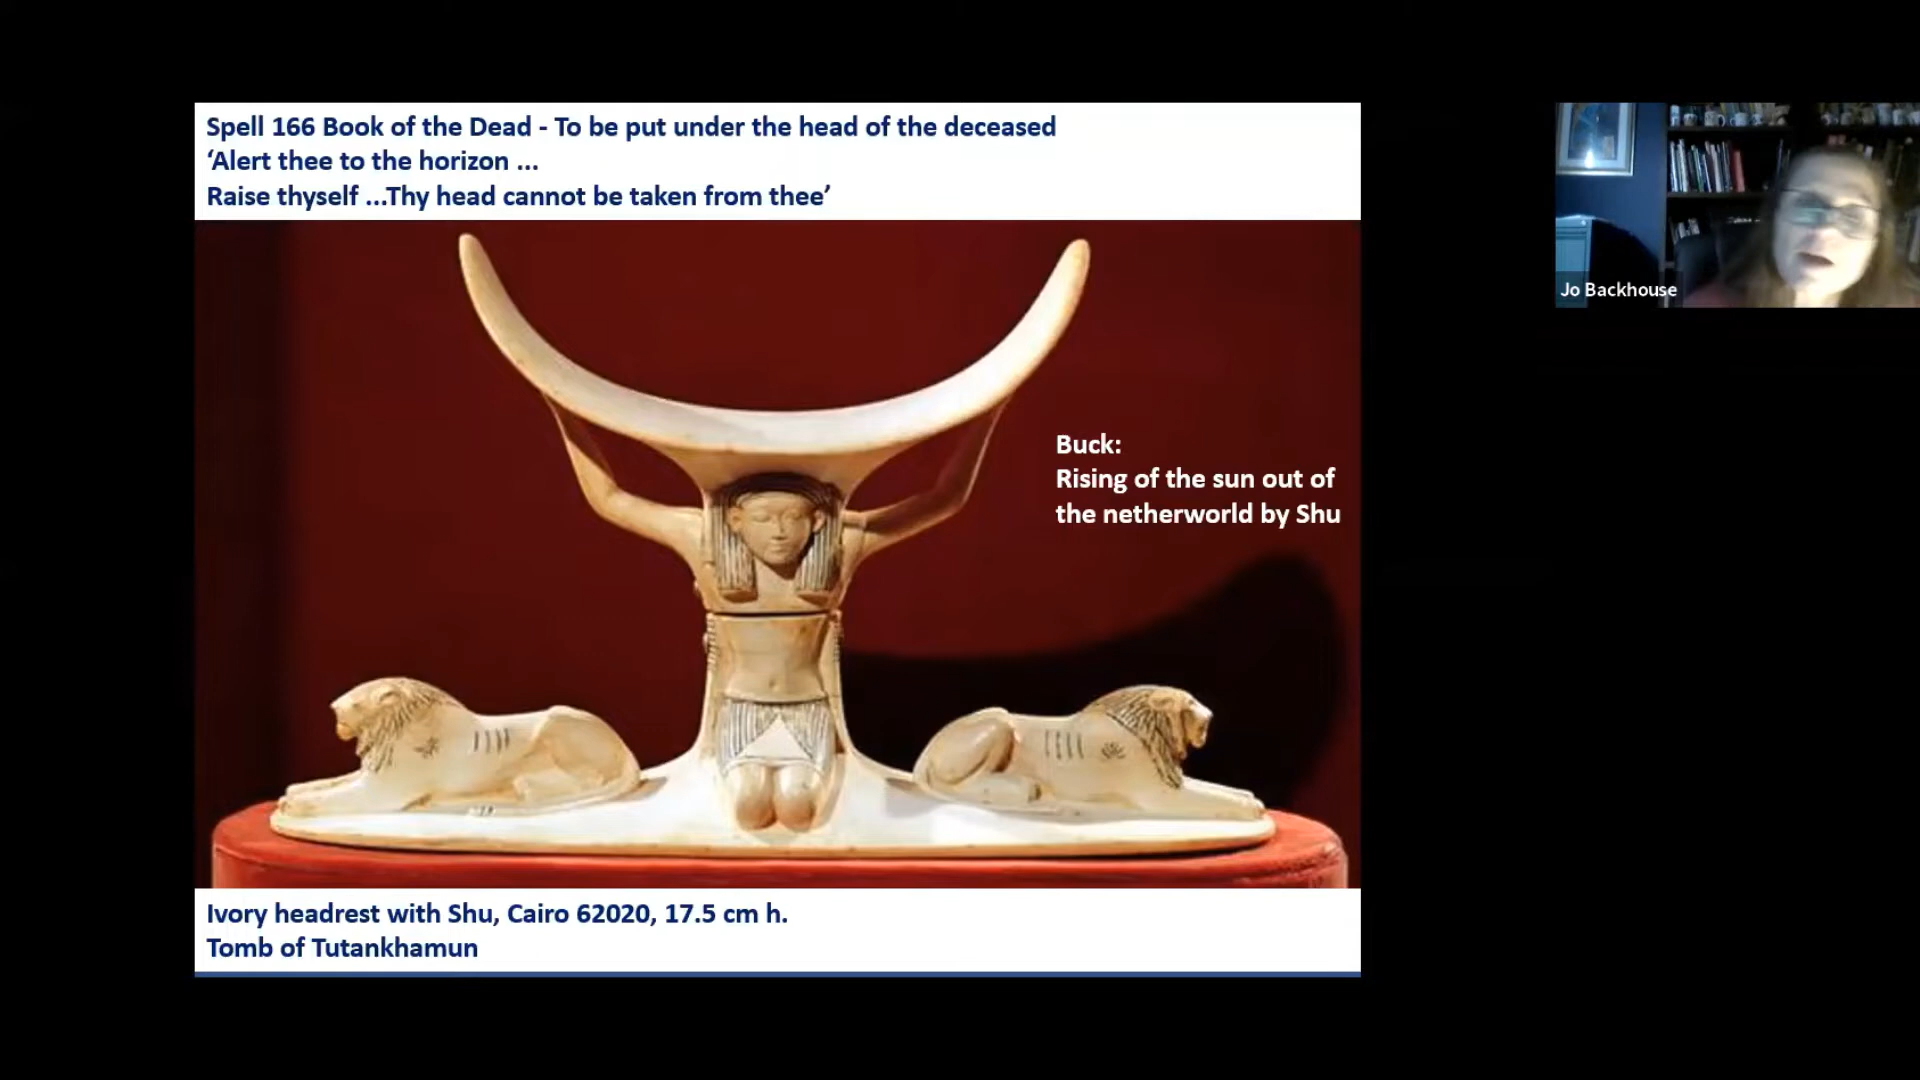 Spell 166 Book of the Dead - To be put under the head of the deceased
‘Alert thee to the horizon ...
Raise thyself ...Thy head cannot be taken from thee’
Buck:
Rising of the sun out of
the netherworld by Shu
Ivory headrest with Shu, Cairo 62020, 17.5 cm h.
Tomb of Tutankhamun
Jo Backhouse